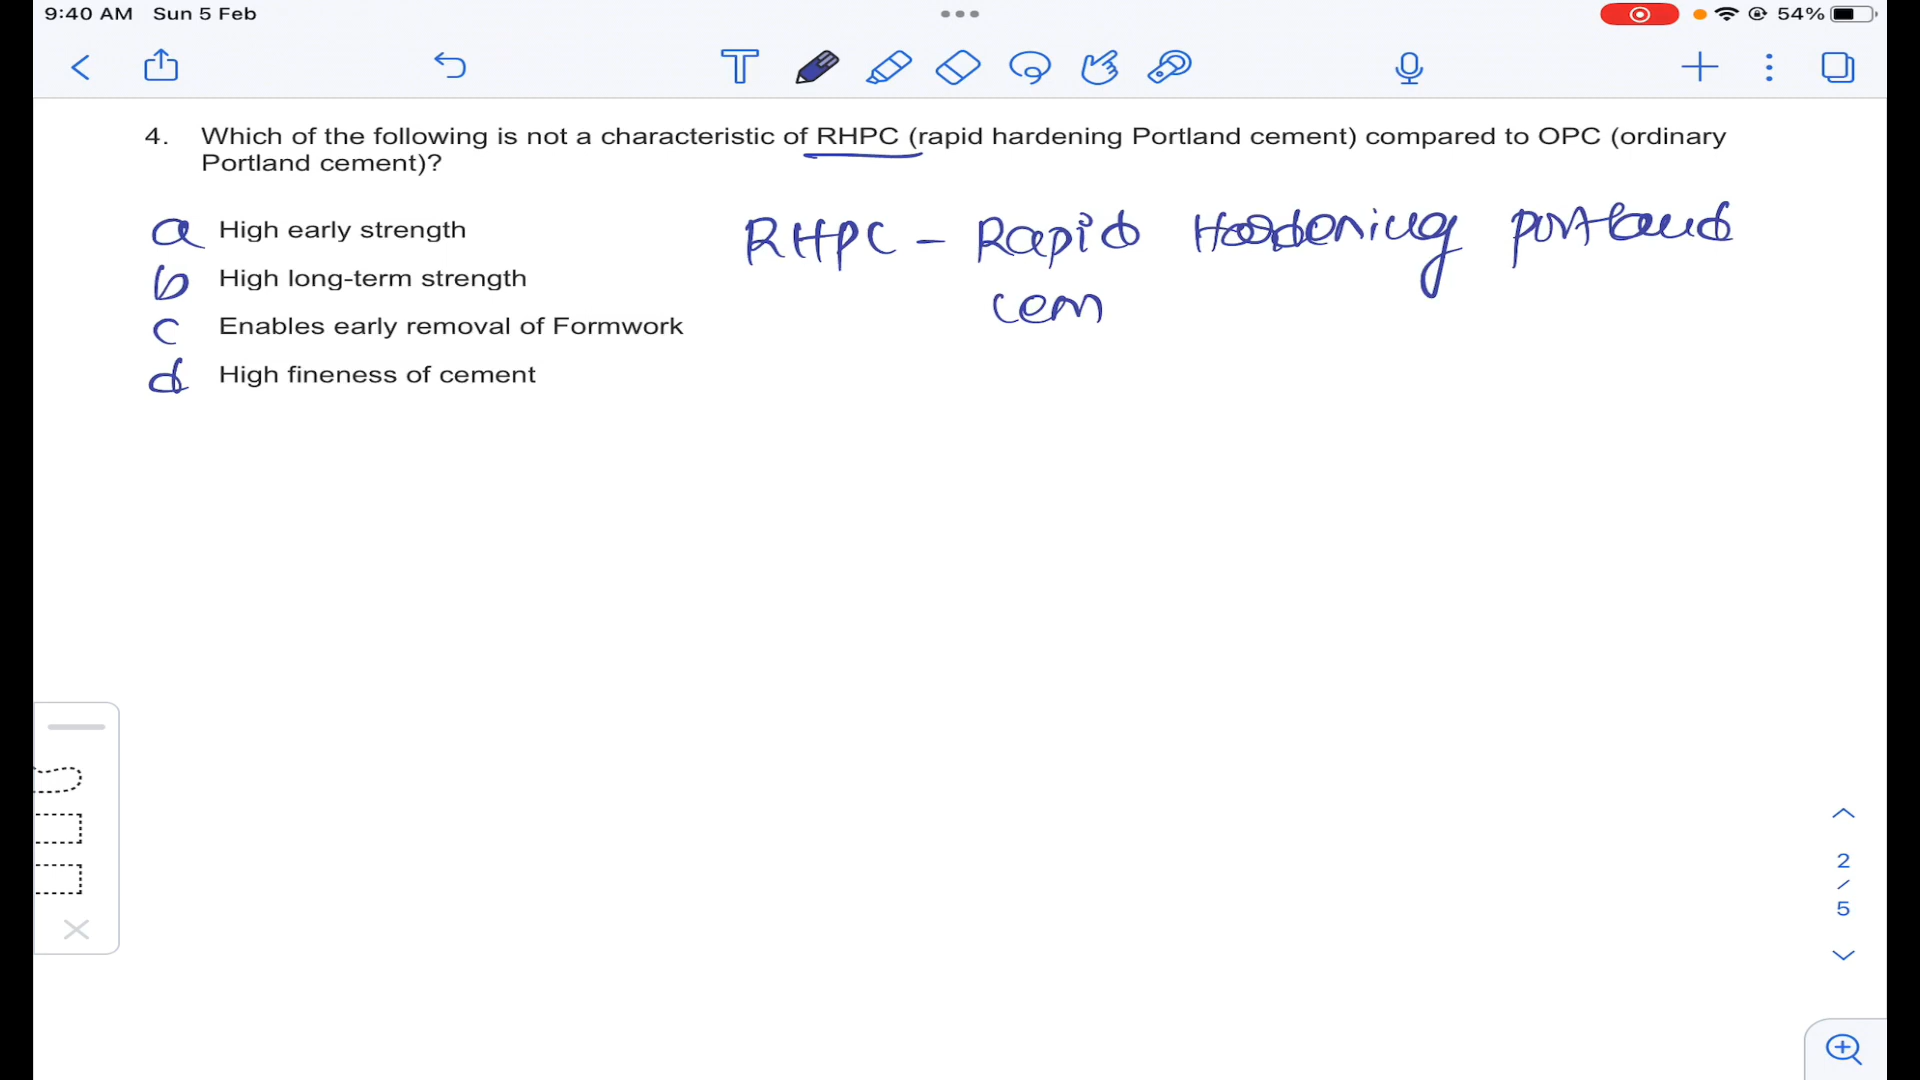 9:40 AM Sun 5 Feb
54%
T
4. Which of the following is not a characteristic of RHPC (rapid hardening Portland cement) compared to OPC (ordinary
Portland cement)?
a High early strength
b High long-term strength
c Enables early removal of Formwork
d High fineness of cement
RHPC - Rapid Hardening portland
cem
2
/
5